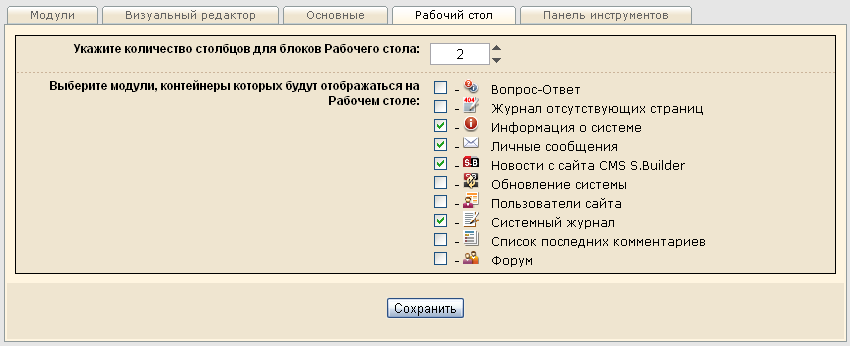 Модули Визуальный редактор Основные Рабочий стол Панель инструментов
Укажите количество столбцов для блоков Рабочего стола: 2
Выберите модули, контейнеры которых будут отображаться на
Рабочем столе:
- Вопрос-Ответ
- 404 Журнал отсутствующих страниц
- Информация о системе
- Личные сообщения
- S.B Новости с сайта CMS S.Builder
- Обновление системы
- Пользователи сайта
- Системный журнал
- Список последних комментариев
- Форум
Сохранить